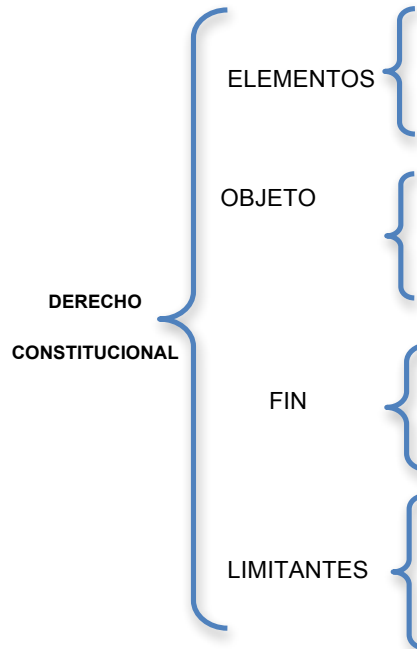 ELEMENTOS
OBJETO
DERECHO
CONSTITUCIONAL
FIN
LIMITANTES